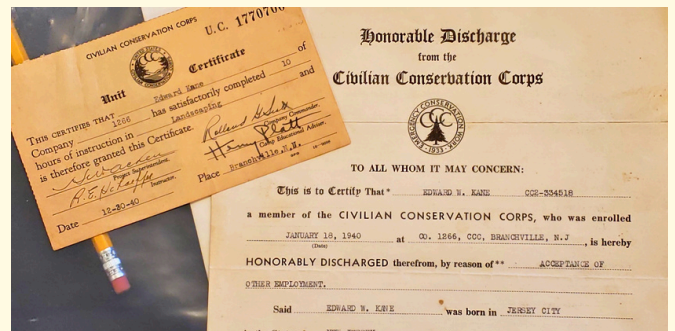 CIVILIAN CONSERVATION CORPS
U.C. 1770700
Unit Certificate
THIS CERTIFIES THAT Edward Kane of
Company 1266 has satisfactorily completed 10
hours of instruction in Landscaping and
is therefore granted this Certificate.
Company Commander.
Project Superintendent.
Camp Educational Adviser.
Instructor.
Place Branchville, N.J.
Date 12-20-40
Honorable Discharge
from the
Civilian Conservation Corps
EMERGENCY CONSERVATION WORK
1933
TO ALL WHOM IT MAY CONCERN:
This is to Certify That* EDWARD W. KANE CC2-334518
a member of the CIVILIAN CONSERVATION CORPS, who was enrolled
JANUARY 18, 1940 at CO. 1266, CCC, BRANCHVILLE, N.J , is hereby
(Date)
HONORABLY DISCHARGED therefrom, by reason of** ACCEPTANCE OF
OTHER EMPLOYMENT.
Said EDWARD W. KANE was born in JERSEY CITY